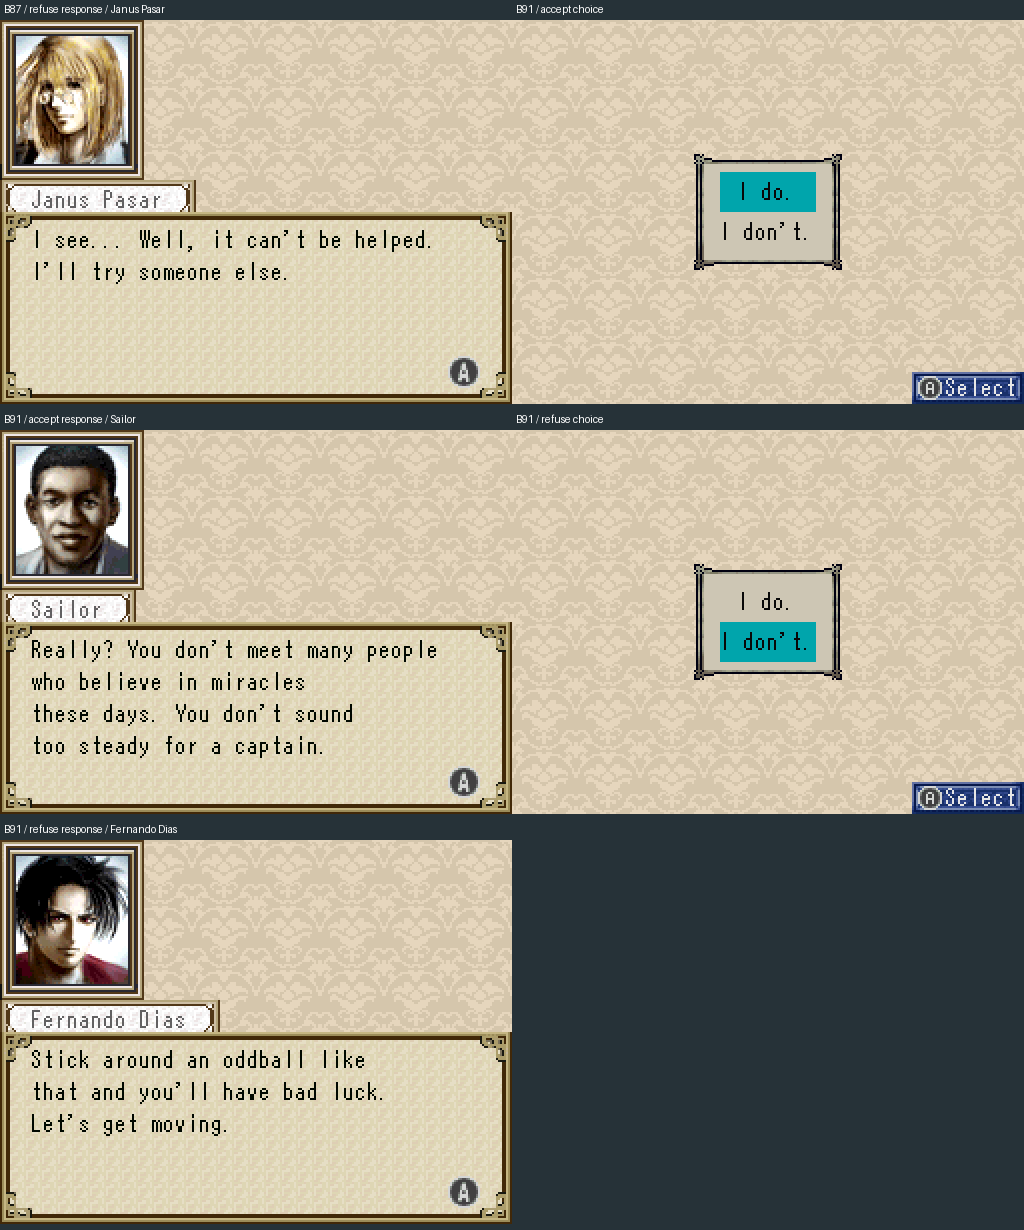 B87 / refuse response / Janus Pasar
Janus Pasar
I see... Well, it can't be helped.
I'll try someone else.
A
B91 / accept choice
I do.
I don't.
A Select
B91 / accept response / Sailor
Sailor
Really? You don't meet many people
who believe in miracles
these days. You don't sound
too steady for a captain.
A
B91 / refuse choice
I do.
I don't.
A Select
B91 / refuse response / Fernando Dias
Fernando Dias
Stick around an oddball like
that and you'll have bad luck.
Let's get moving.
A